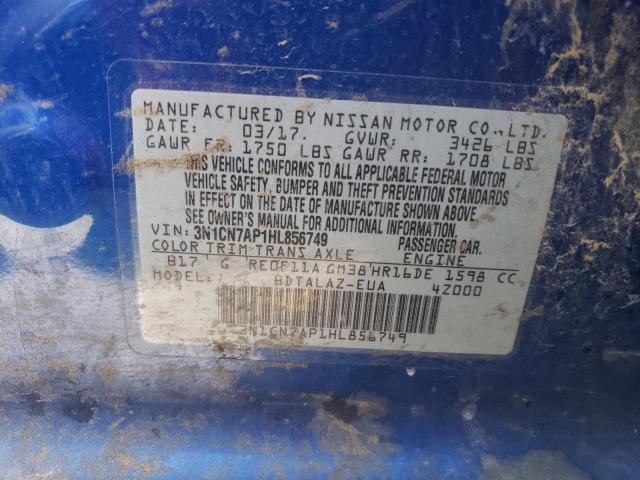 MANUFACTURED BY NISSAN MOTOR CO.,LTD.
DATE: 03/17. GVWR: 3426 LBS
GAWR FR: 1750 LBS GAWR RR: 1708 LBS
THIS VEHICLE CONFORMS TO ALL APPLICABLE FEDERAL MOTOR
VEHICLE SAFETY, BUMPER AND THEFT PREVENTION STANDARDS
IN EFFECT ON THE DATE OF MANUFACTURE SHOWN ABOVE.
SEE OWNER'S MANUAL FOR ADDITIONAL INFORMATION
VIN: 3N1CN7AP1HL856749 PASSENGER CAR.
COLOR TRIM TRANS AXLE ENGINE
B17 G RE0F11A GM38 HR16DE 1598 CC
BDTALAZ-EUA 4Z000
3N1CN7AP1HL856749